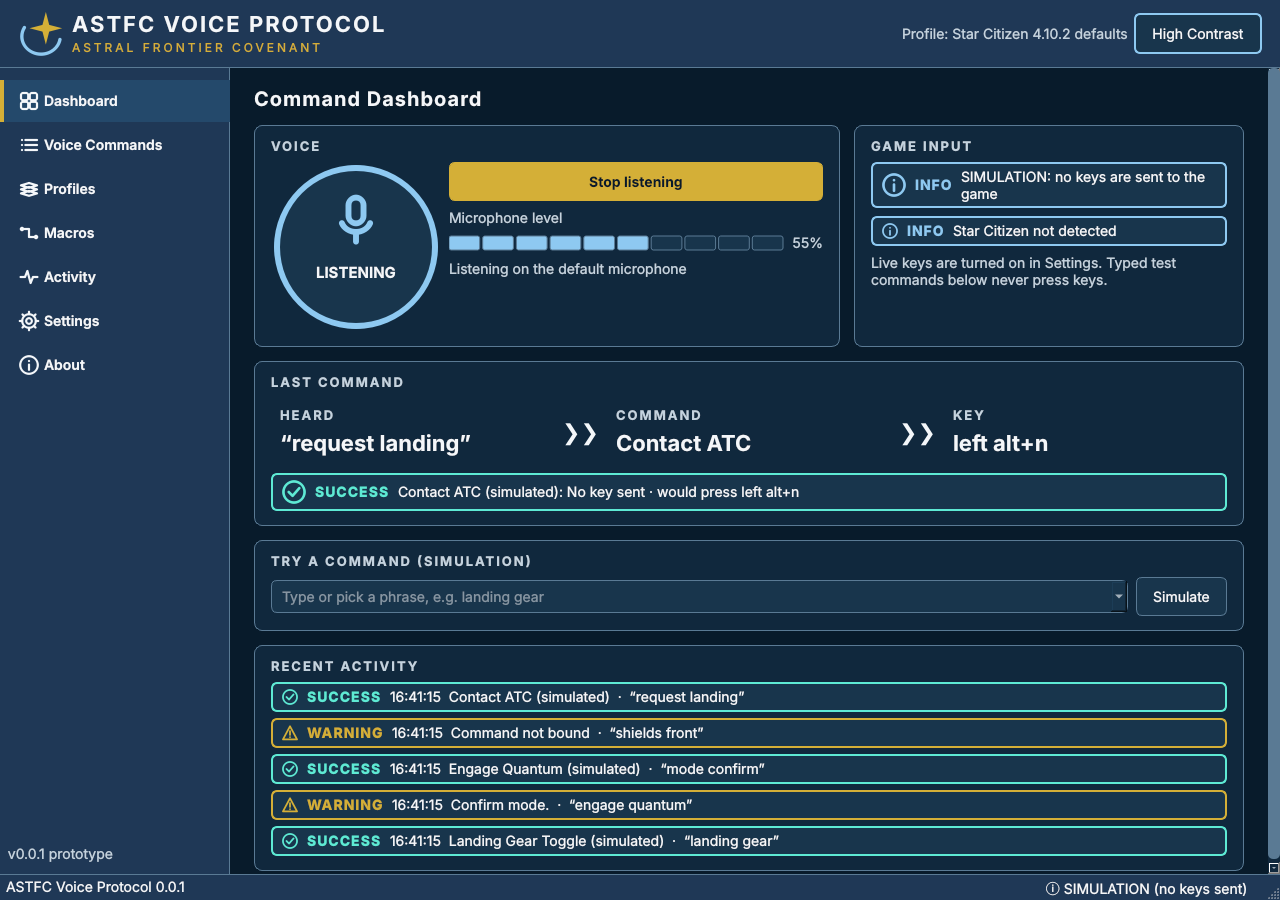 ASTFC VOICE PROTOCOL
ASTRAL FRONTIER COVENANT
Profile: Star Citizen 4.10.2 defaults
High Contrast
Dashboard
Voice Commands
Profiles
Macros
Activity
Settings
About
v0.0.1 prototype
Command Dashboard
VOICE
LISTENING
Stop listening
Microphone level
55%
Listening on the default microphone
GAME INPUT
INFO SIMULATION: no keys are sent to the
game
INFO Star Citizen not detected
Live keys are turned on in Settings. Typed test
commands below never press keys.
LAST COMMAND
HEARD
“request landing”
❯❯
COMMAND
Contact ATC
❯❯
KEY
left alt+n
SUCCESS Contact ATC (simulated): No key sent · would press left alt+n
TRY A COMMAND (SIMULATION)
Type or pick a phrase, e.g. landing gear
Simulate
RECENT ACTIVITY
SUCCESS 16:41:15 Contact ATC (simulated) · “request landing”
WARNING 16:41:15 Command not bound · “shields front”
SUCCESS 16:41:15 Engage Quantum (simulated) · “mode confirm”
WARNING 16:41:15 Confirm mode. · “engage quantum”
SUCCESS 16:41:15 Landing Gear Toggle (simulated) · “landing gear”
ASTFC Voice Protocol 0.0.1
ⓘ SIMULATION (no keys sent)